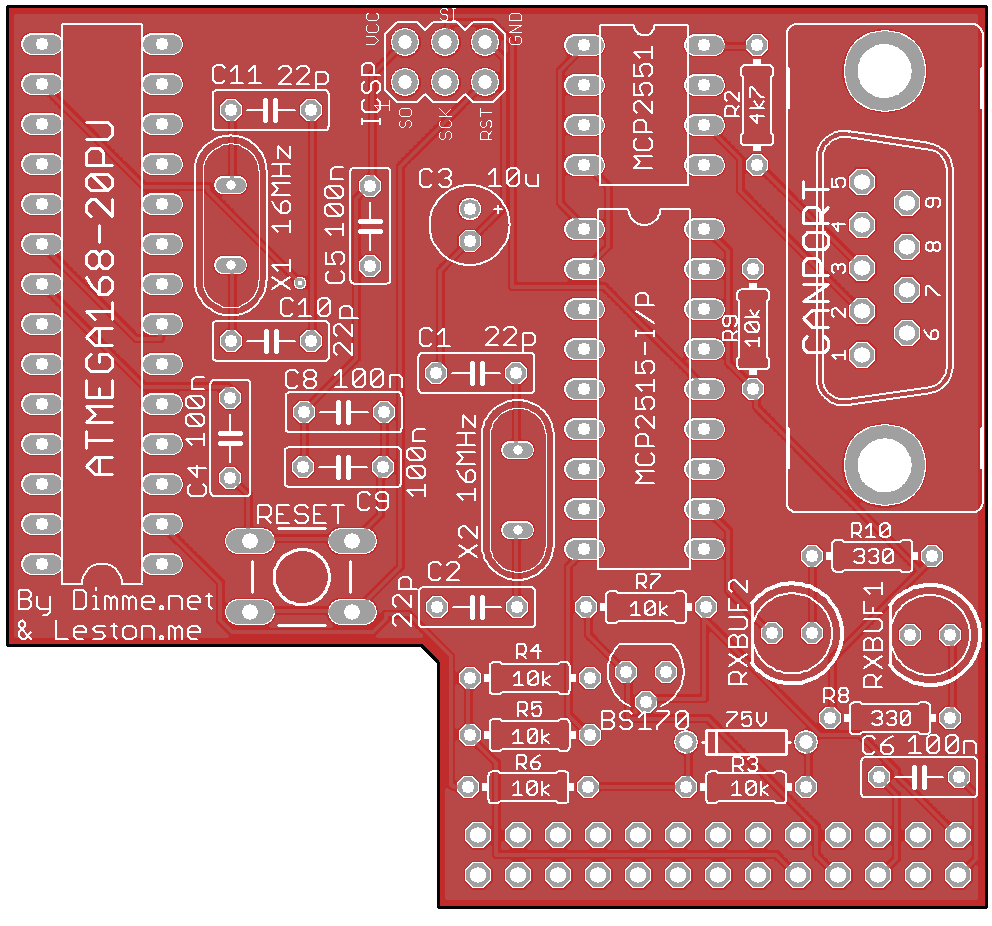 VCC
SI
GND
ICSP
1
SO
SCK
RST
C11 22p
ATMEGA168-20PU
X1 16MHz
C5 100n
C3 10u
+
C10
22p
MCP2551
R2
4k7
CANPORT
5
4
3
2
1
9
8
7
6
MCP2515-I/P
R9
10k
C1 22p
C8 100n
C4 100n
C9
100n
X2 16MHz
RESET
C2
22p
By Dimme.net
& Leston.me
R10
330
R7
10k
RXBUF2
RXBUF1
R4
10k
R5
10k
R6
10k
BS170
75V
R3
10k
R8
330
C6 100n